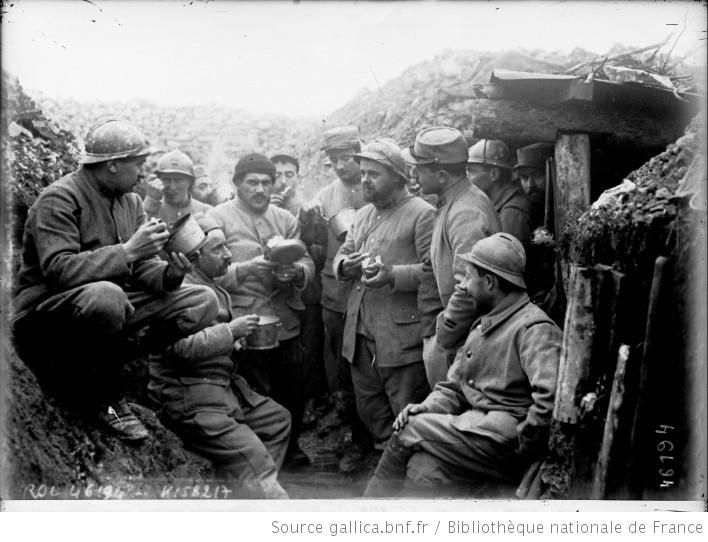 46194
ROL 46194 - K158217
Source gallica.bnf.fr / Bibliothèque nationale de France